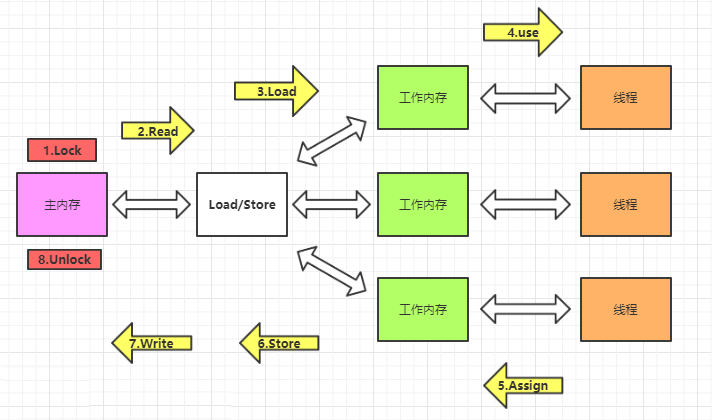 4.use
工作内存
线程
3.Load
2.Read
1.Lock
主内存
Load/Store
工作内存
线程
8.Unlock
工作内存
线程
7.Write
6.Store
5.Assign